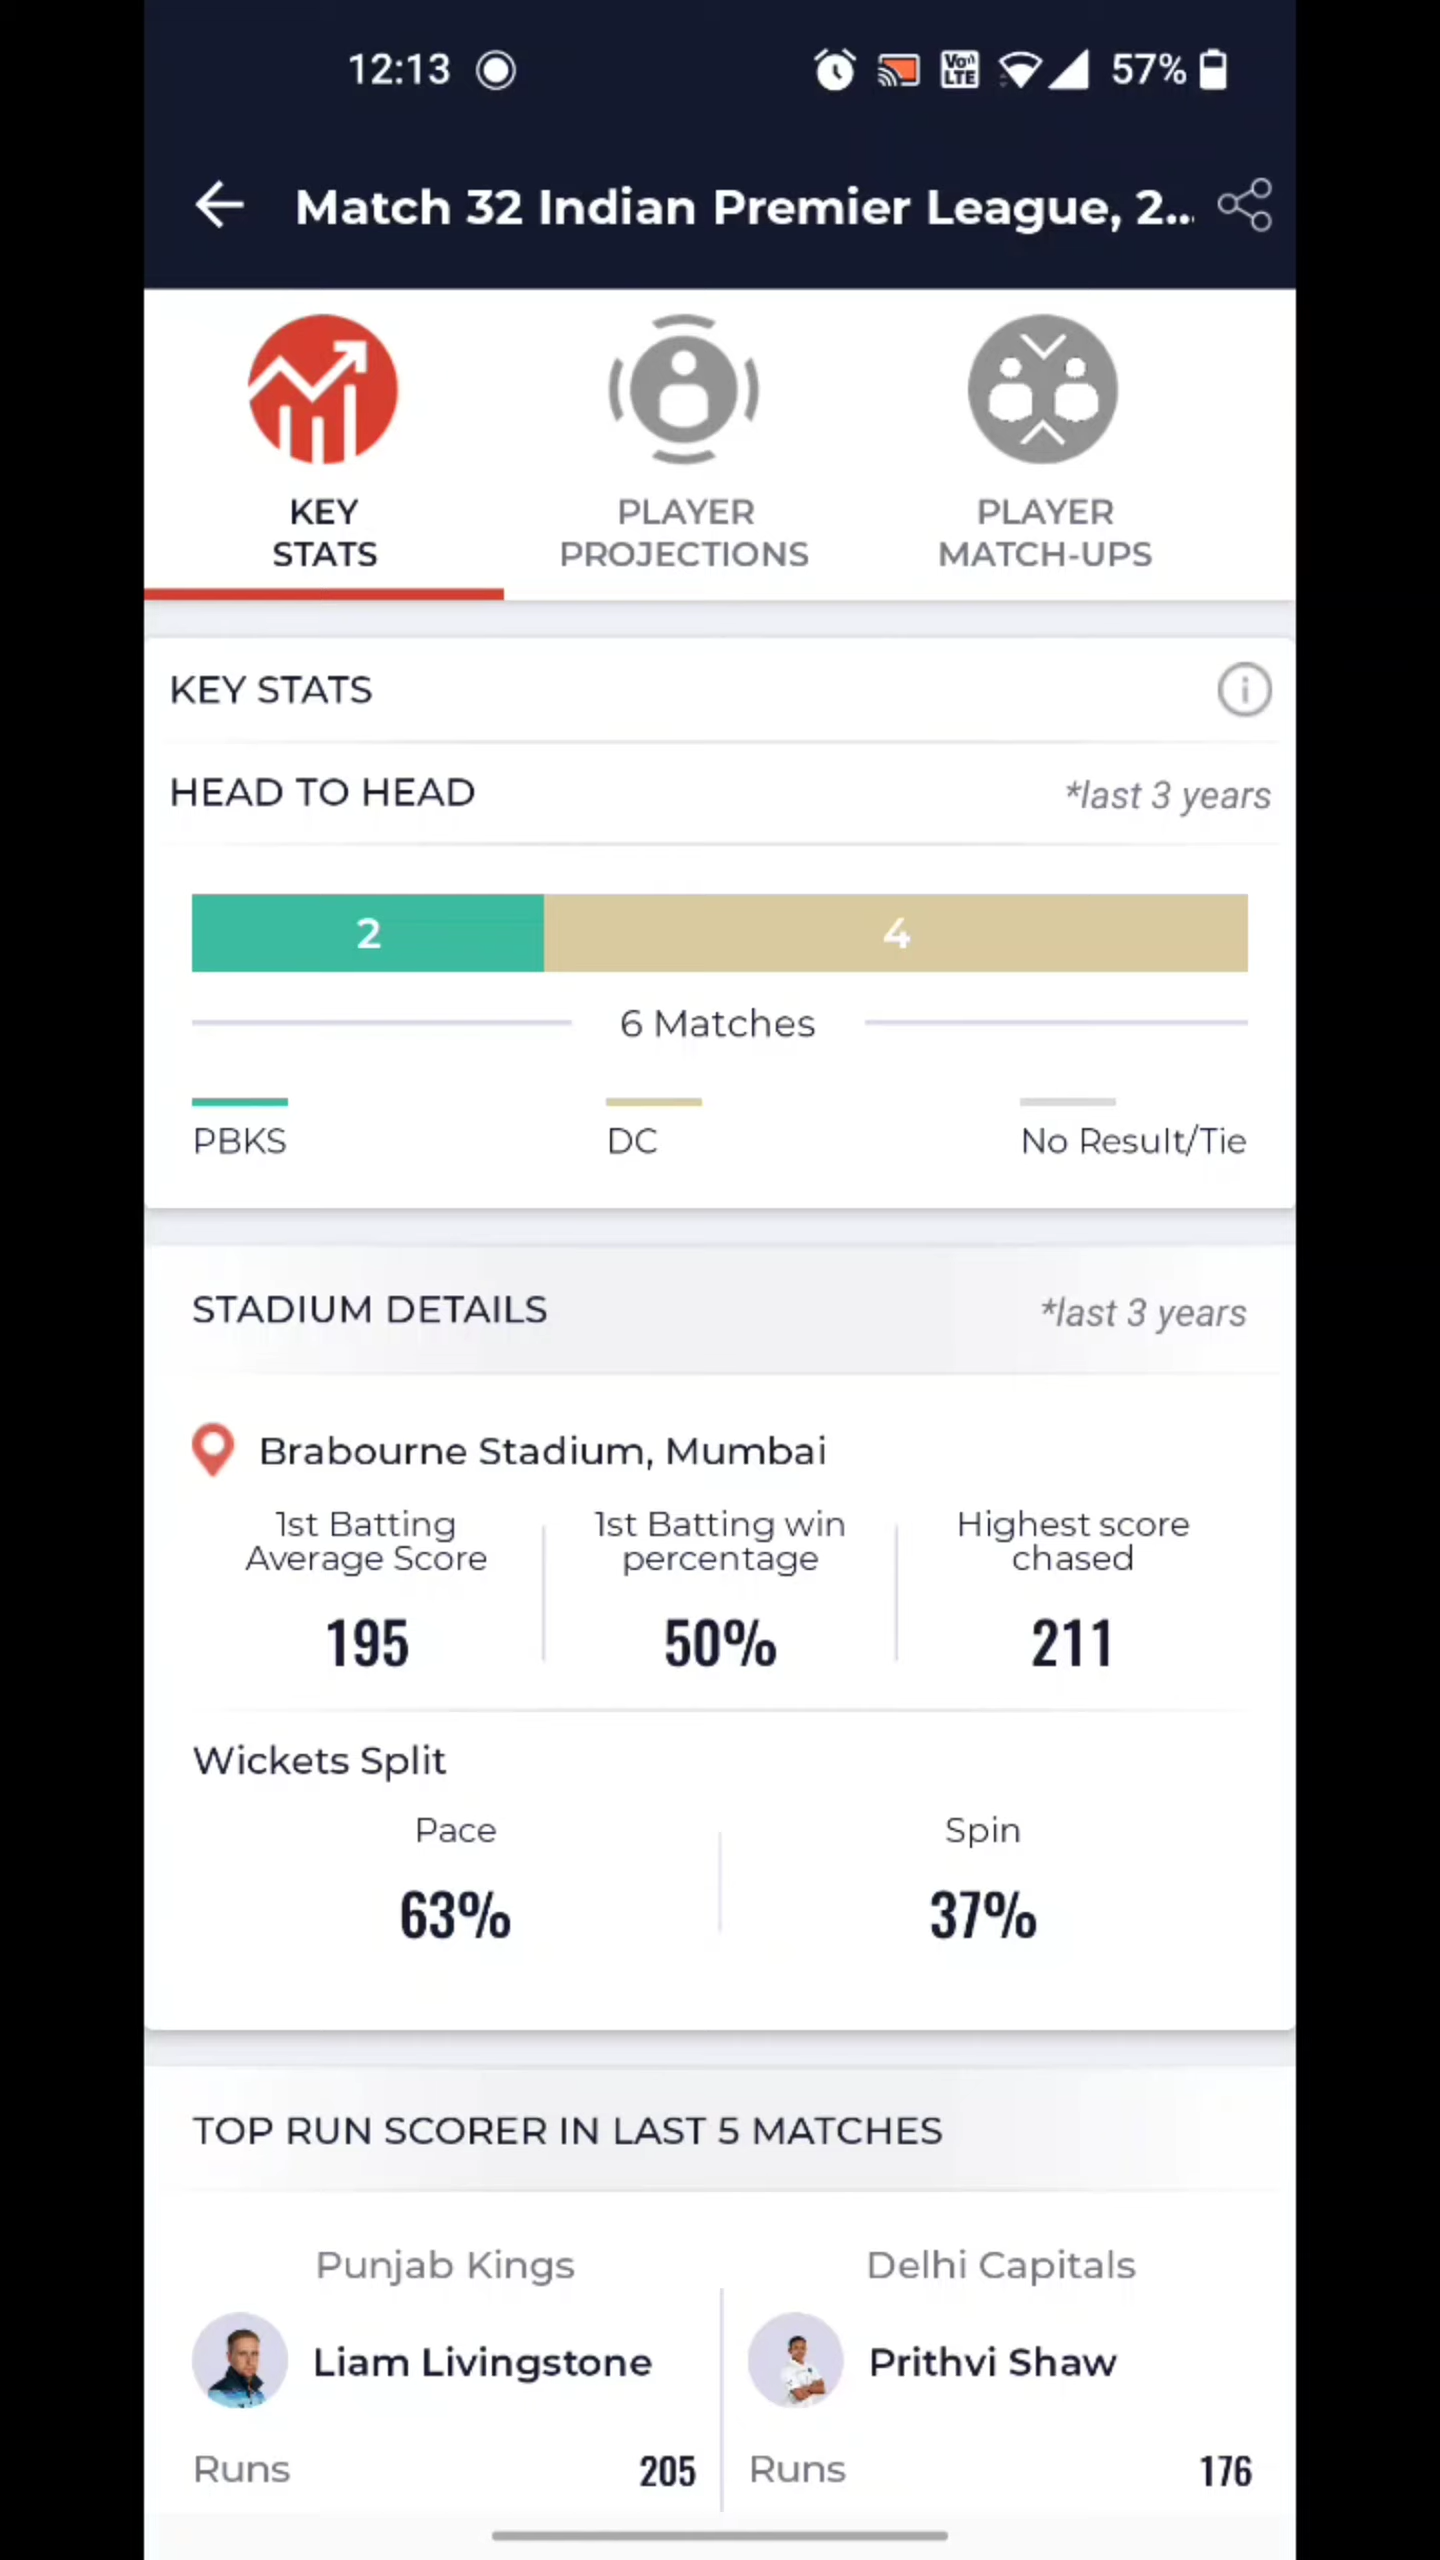 12:13
Vo))
LTE
57%
Match 32 Indian Premier League, 2...
KEY
STATS
PLAYER
PROJECTIONS
PLAYER
MATCH-UPS
KEY STATS
i
HEAD TO HEAD
*last 3 years
2
4
6 Matches
PBKS
DC
No Result/Tie
STADIUM DETAILS
*last 3 years
Brabourne Stadium, Mumbai
1st Batting
Average Score
195
1st Batting win
percentage
50%
Highest score
chased
211
Wickets Split
Pace
63%
Spin
37%
TOP RUN SCORER IN LAST 5 MATCHES
Punjab Kings
Liam Livingstone
Runs 205
Delhi Capitals
Prithvi Shaw
Runs 176